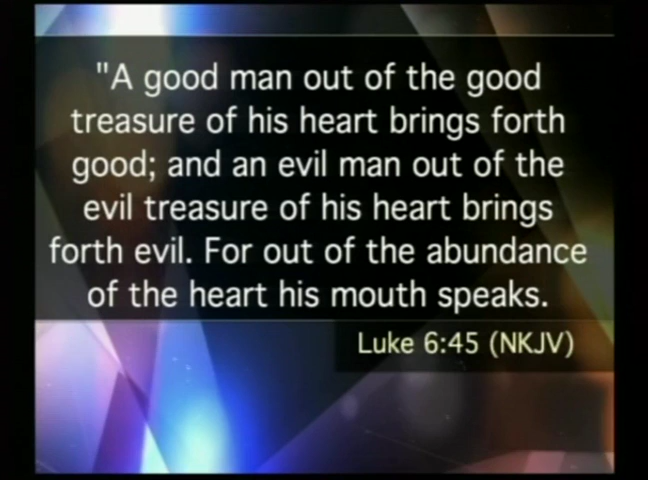 "A good man out of the good
treasure of his heart brings forth
good; and an evil man out of the
evil treasure of his heart brings
forth evil. For out of the abundance
of the heart his mouth speaks.
Luke 6:45 (NKJV)